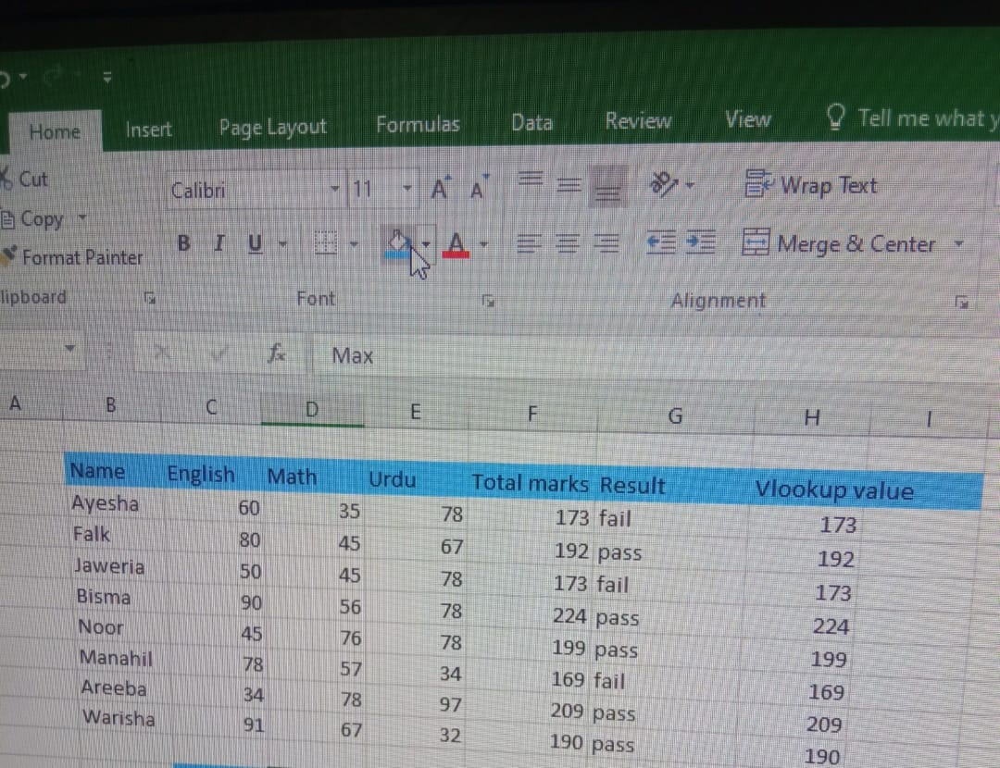 Home Insert Page Layout Formulas Data Review View Tell me what y
Cut
Calibri 11 A A Wrap Text
Copy
B I U A Merge & Center
Format Painter
lipboard Font Alignment
fx Max
A B C D E F G H I
Name English Math Urdu Total marks Result Vlookup value
Ayesha 60 35 78 173 fail 173
Falk 80 45 67 192 pass 192
Jaweria 50 45 78 173 fail 173
Bisma 90 56 78 224 pass 224
Noor 45 76 78 199 pass 199
Manahil 78 57 34 169 fail 169
Areeba 34 78 97 209 pass 209
Warisha 91 67 32 190 pass 190